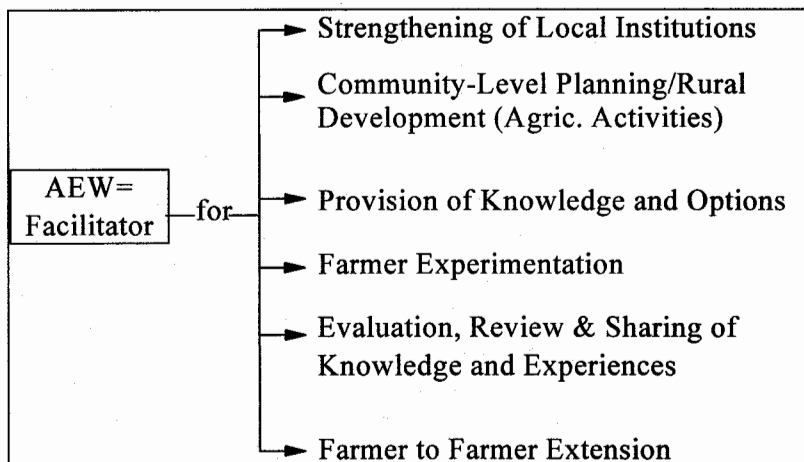 Strengthening of Local Institutions
Community-Level Planning/Rural
Development (Agric. Activities)
AEW=
Facilitator
for
Provision of Knowledge and Options
Farmer Experimentation
Evaluation, Review & Sharing of
Knowledge and Experiences
Farmer to Farmer Extension